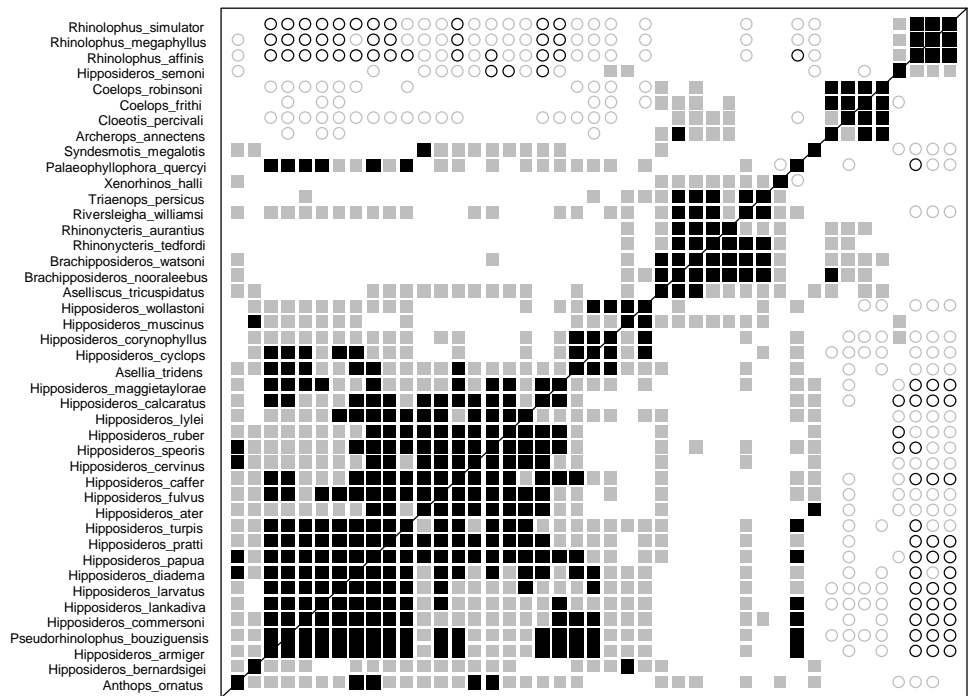 Rhinolophus_simulator
Rhinolophus_megaphyllus
Rhinolophus_affinis
Hipposideros_semoni
Coelops_robinsoni
Coelops_frithi
Cloeotis_percivali
Archerops_annectens
Syndesmotis_megalotis
Palaeophyllophora_quercyi
Xenorhinos_halli
Triaenops_persicus
Riversleigha_williamsi
Rhinonycteris_aurantius
Rhinonycteris_tedfordi
Brachipposideros_watsoni
Brachipposideros_nooraleebus
Aselliscus_tricuspidatus
Hipposideros_wollastoni
Hipposideros_muscinus
Hipposideros_corynophyllus
Hipposideros_cyclops
Asellia_tridens
Hipposideros_maggietaylorae
Hipposideros_calcaratus
Hipposideros_lylei
Hipposideros_ruber
Hipposideros_speoris
Hipposideros_cervinus
Hipposideros_caffer
Hipposideros_fulvus
Hipposideros_ater
Hipposideros_turpis
Hipposideros_pratti
Hipposideros_papua
Hipposideros_diadema
Hipposideros_larvatus
Hipposideros_lankadiva
Hipposideros_commersoni
Pseudorhinolophus_bouziguensis
Hipposideros_armiger
Hipposideros_bernardsigei
Anthops_ornatus